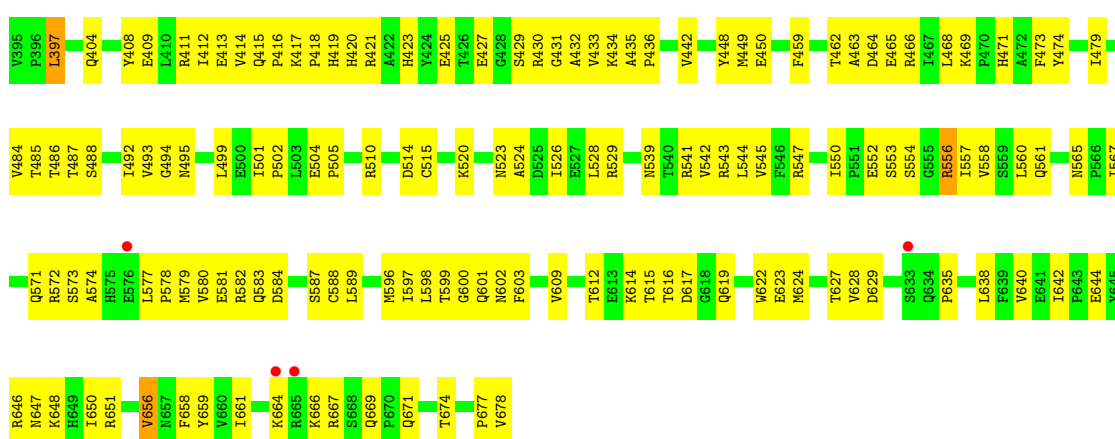 V395 P396 L397 Q404 Y408 E409 L410 R411 I412 E413 V414 Q415 P416 K417 P418 H419 H420 R421 A422 H423 Y424 E425 T426 E427 G428 S429 R430 G431 A432 V433 K434 A435 P436 V442 Y448 M449 E450 F459 T462 A463 D464 E465 R466 I467 L468 K469 P470 H471 A472 F473 Y474 I479
V484 T485 T486 T487 S488 I492 V493 G494 N495 L499 E500 I501 P502 L503 E504 P505 R510 D514 C515 K520 N523 A524 D525 I526 E527 L528 R529 N539 T540 R541 V542 R543 L544 V545 F546 R547 I550 P551 E552 S553 S554 G555 R556 I557 V558 S559 L560 Q561 N565 P566 I567
Q571 R572 S573 A574 H575 E576 L577 P578 M579 V580 E581 R582 Q583 D584 S587 C588 L589 M596 I597 L598 T599 G600 Q601 N602 F603 V609 T612 E613 K614 T615 T616 D617 G618 Q619 W622 E623 M624 T627 V628 D629 S633 Q634 P635 L638 F639 V640 E641 I642 P643 E644 Y645
R646 N647 K648 H649 I650 R651 V656 N657 F658 Y659 V660 I661 K664 R665 K666 R667 S668 Q669 P670 Q671 T674 P677 V678